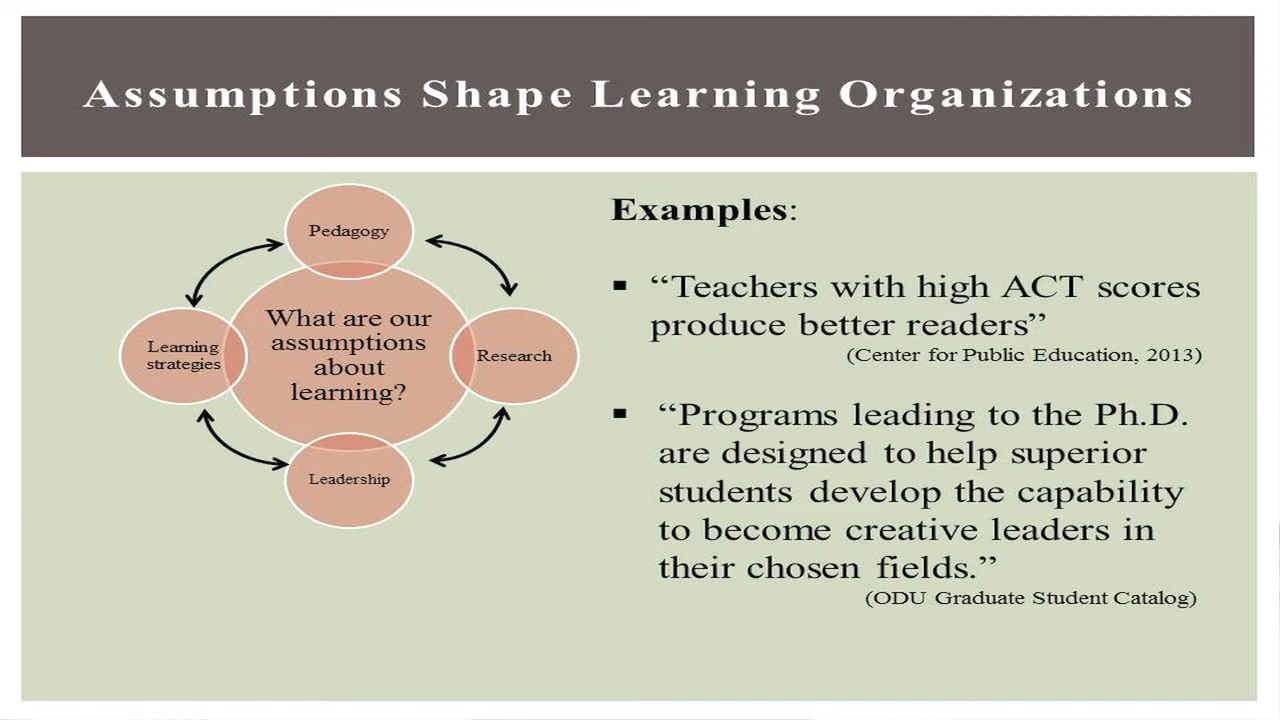 Assumptions Shape Learning Organizations
Pedagogy
What are our
assumptions
about
learning?
Learning
strategies
Research
Leadership
Examples:
▪ “Teachers with high ACT scores
produce better readers”
(Center for Public Education, 2013)
▪ “Programs leading to the Ph.D.
are designed to help superior
students develop the capability
to become creative leaders in
their chosen fields.”
(ODU Graduate Student Catalog)